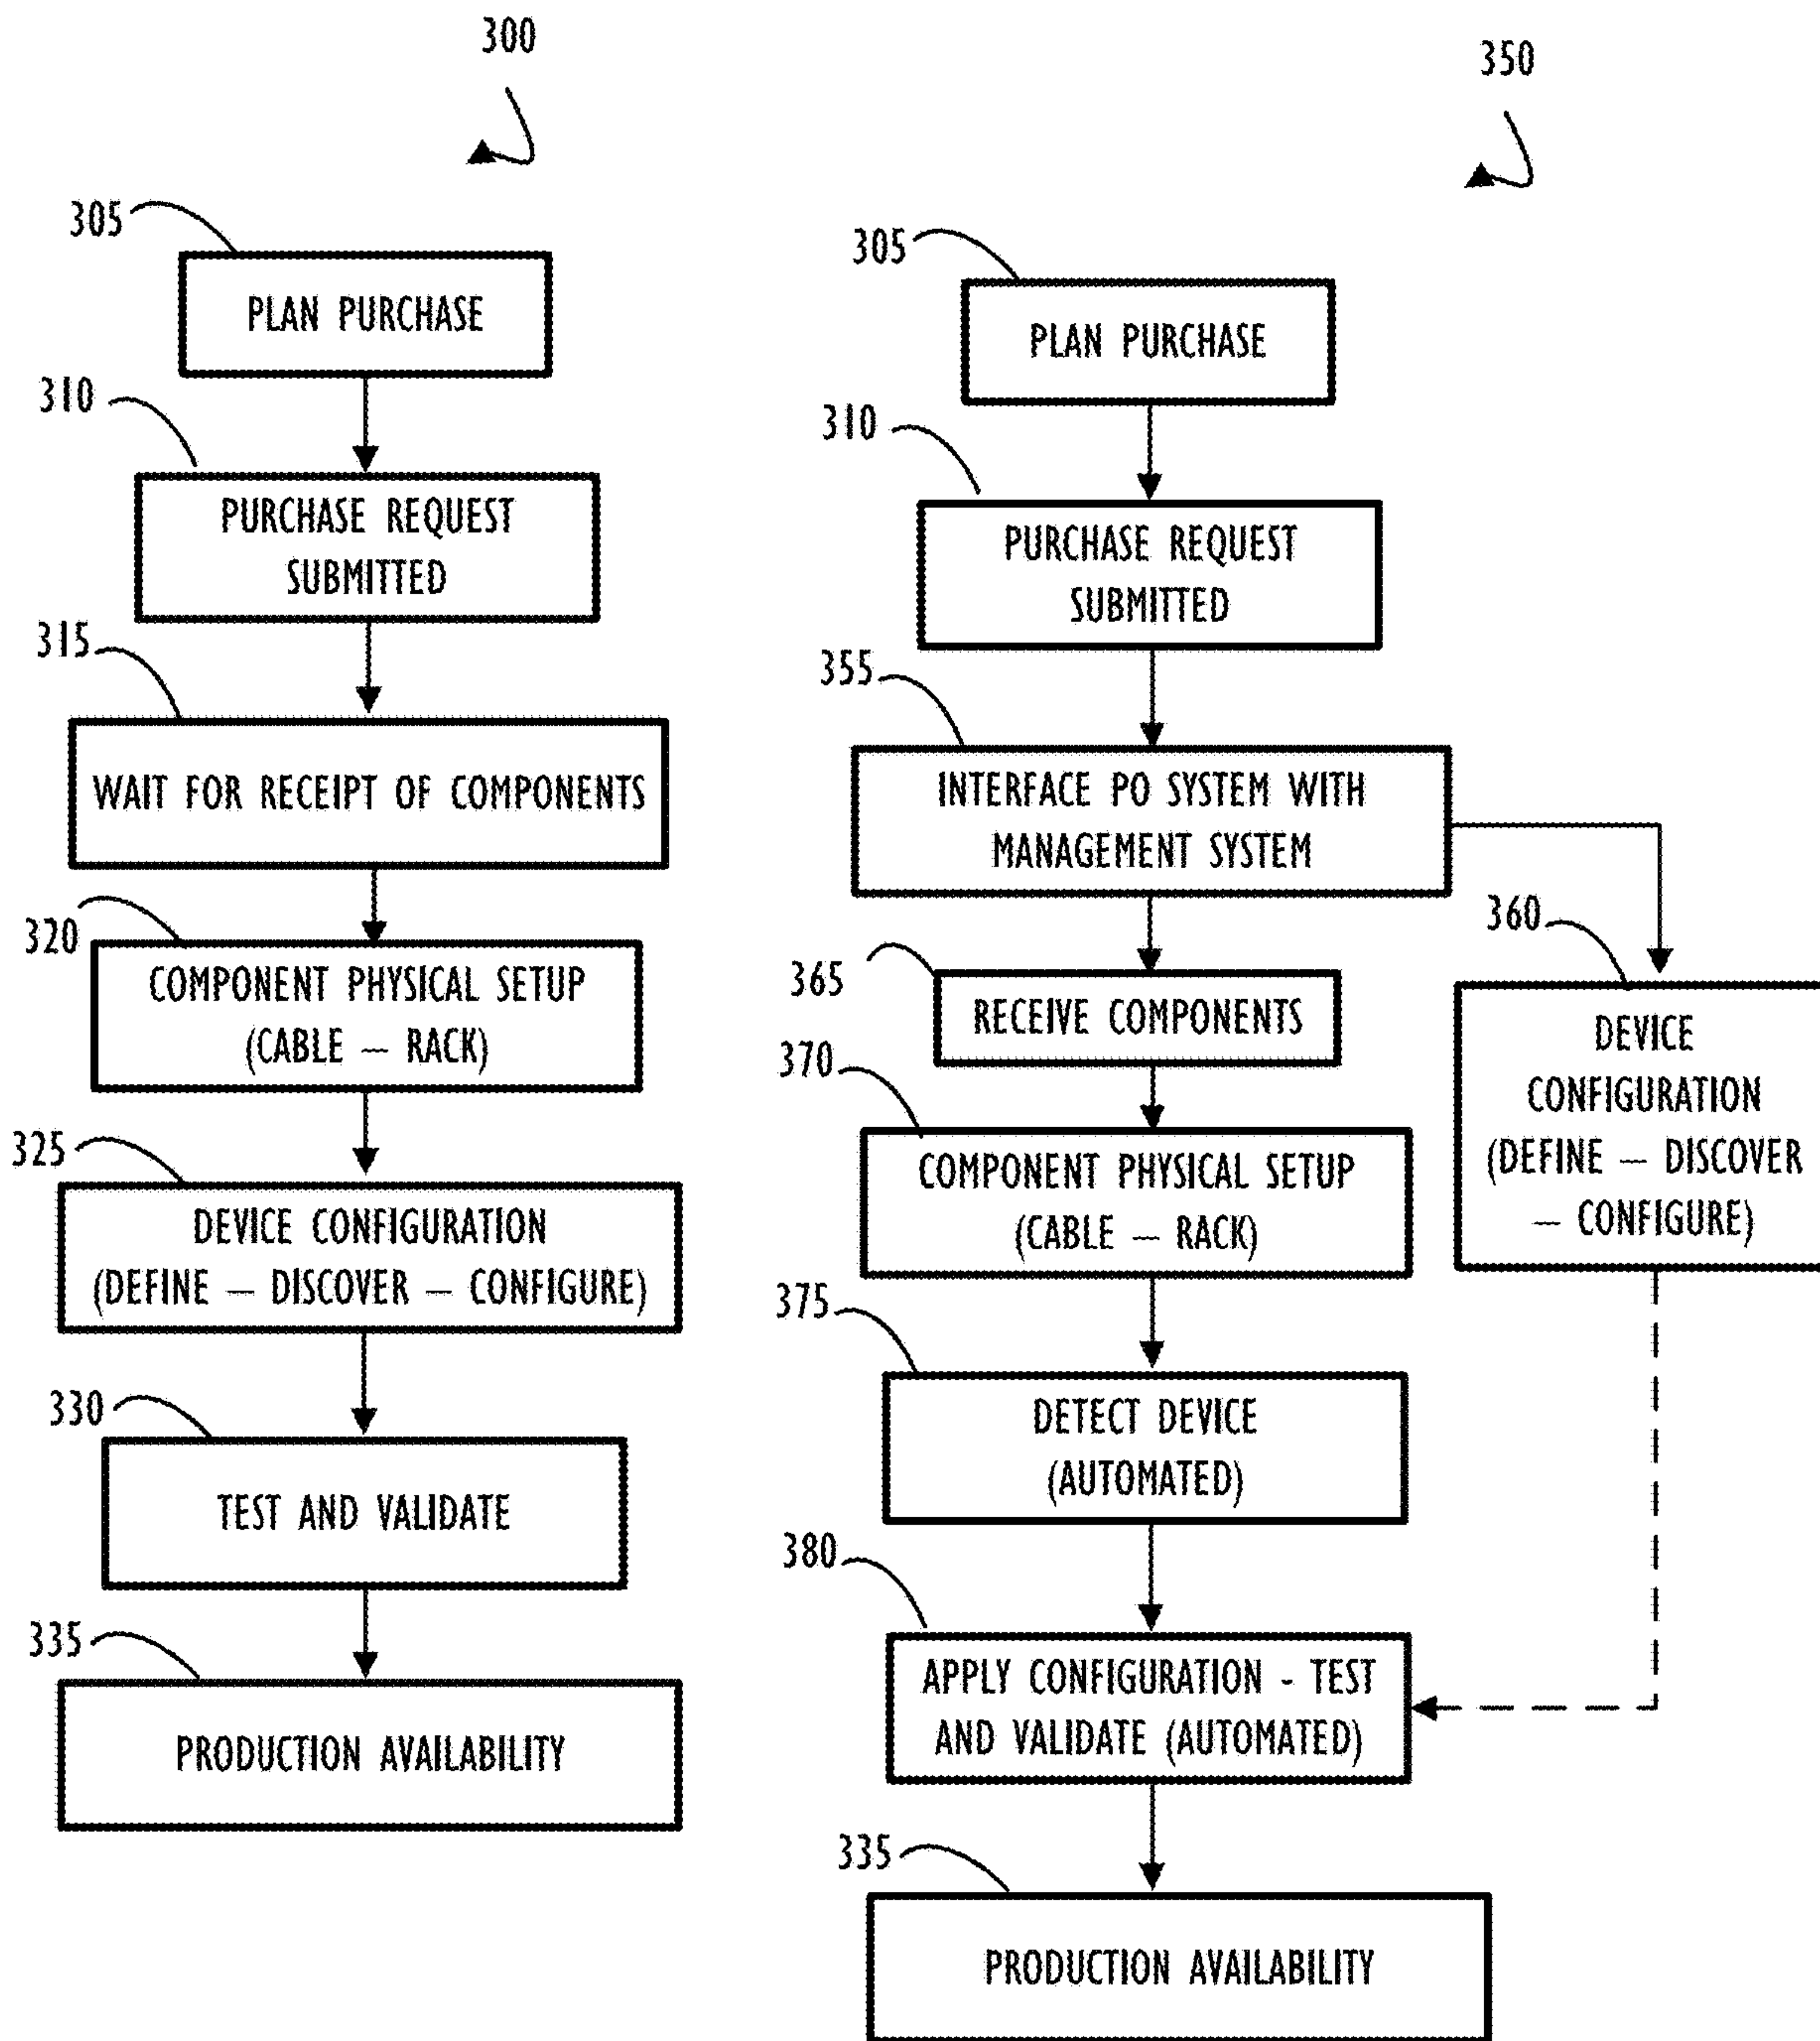 300
305
PLAN PURCHASE
310
PURCHASE REQUEST
SUBMITTED
315
WAIT FOR RECEIPT OF COMPONENTS
320
COMPONENT PHYSICAL SETUP
(CABLE – RACK)
325
DEVICE CONFIGURATION
(DEFINE – DISCOVER – CONFIGURE)
330
TEST AND VALIDATE
335
PRODUCTION AVAILABILITY
350
305
PLAN PURCHASE
310
PURCHASE REQUEST
SUBMITTED
355
INTERFACE PO SYSTEM WITH
MANAGEMENT SYSTEM
360
DEVICE
CONFIGURATION
(DEFINE – DISCOVER
– CONFIGURE)
365
RECEIVE COMPONENTS
370
COMPONENT PHYSICAL SETUP
(CABLE – RACK)
375
DETECT DEVICE
(AUTOMATED)
380
APPLY CONFIGURATION - TEST
AND VALIDATE (AUTOMATED)
335
PRODUCTION AVAILABILITY